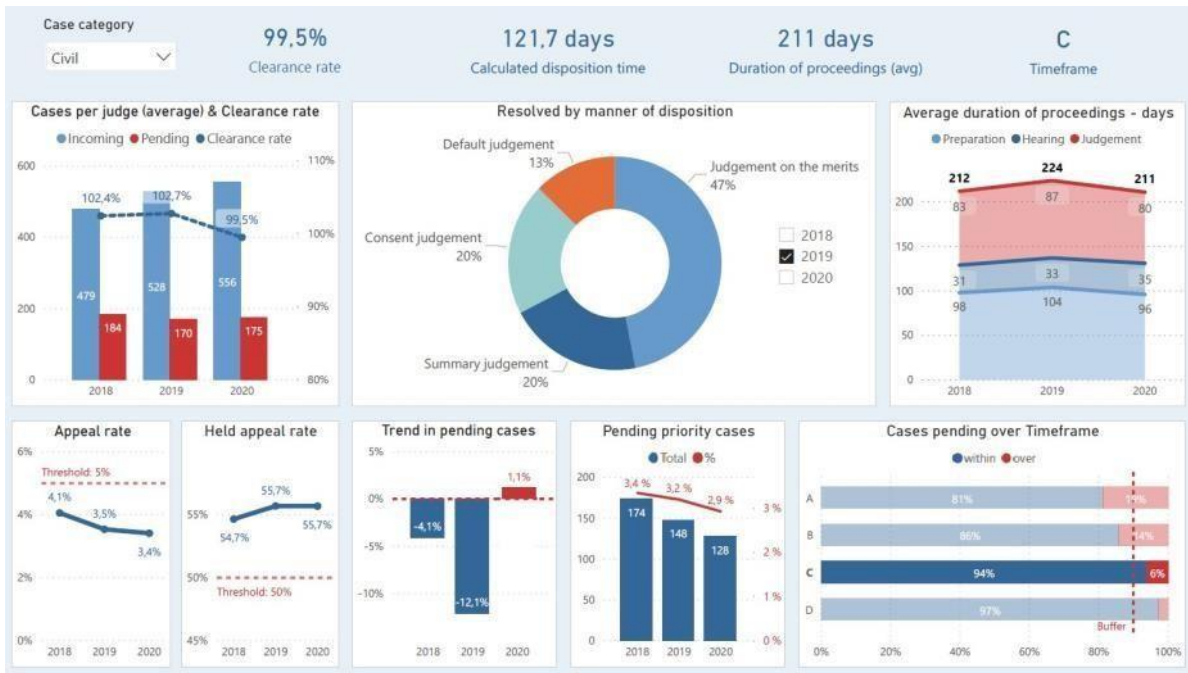 Case category
Civil
99,5%
Clearance rate
121,7 days
Calculated disposition time
211 days
Duration of proceedings (avg)
C
Timeframe
Cases per judge (average) & Clearance rate
Incoming Pending Clearance rate
600
400
200
0
110%
100%
90%
80%
102,4%
102,7%
99,5%
479
184
528
170
556
175
2018 2019 2020
Resolved by manner of disposition
Default judgement
13%
Judgement on the merits
47%
Consent judgement
20%
Summary judgement
20%
2018
2019
2020
Average duration of proceedings - days
Preparation Hearing Judgement
200
150
100
50
0
212
224
211
83
87
80
31
33
35
98
104
96
2018 2019 2020
Appeal rate
6%
4%
2%
0%
Threshold: 5%
4,1%
3,5%
3,4%
2018 2019 2020
Held appeal rate
55%
50%
45%
54,7%
55,7%
55,7%
Threshold: 50%
2018 2019 2020
Trend in pending cases
5%
0%
-5%
-10%
-4,1%
-12,1%
1,1%
2018 2019 2020
Pending priority cases
Total %
200
150
100
50
0
3 %
2 %
1 %
0 %
3,4 %
3,2 %
2,9 %
174
148
128
2018 2019 2020
Cases pending over Timeframe
within over
A 81% 19%
B 86% 14%
C 94% 6%
D 97%
Buffer
0% 20% 40% 60% 80% 100%